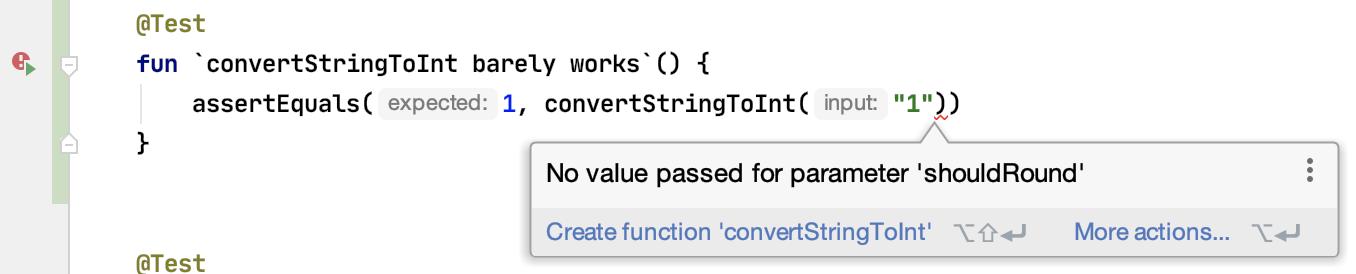 @Test
fun `convertStringToInt barely works`() {
assertEquals( expected: 1, convertStringToInt( input: "1"))
}
No value passed for parameter 'shouldRound'
Create function 'convertStringToInt' ⌥⇧↩ More actions... ⌥↩
@Test